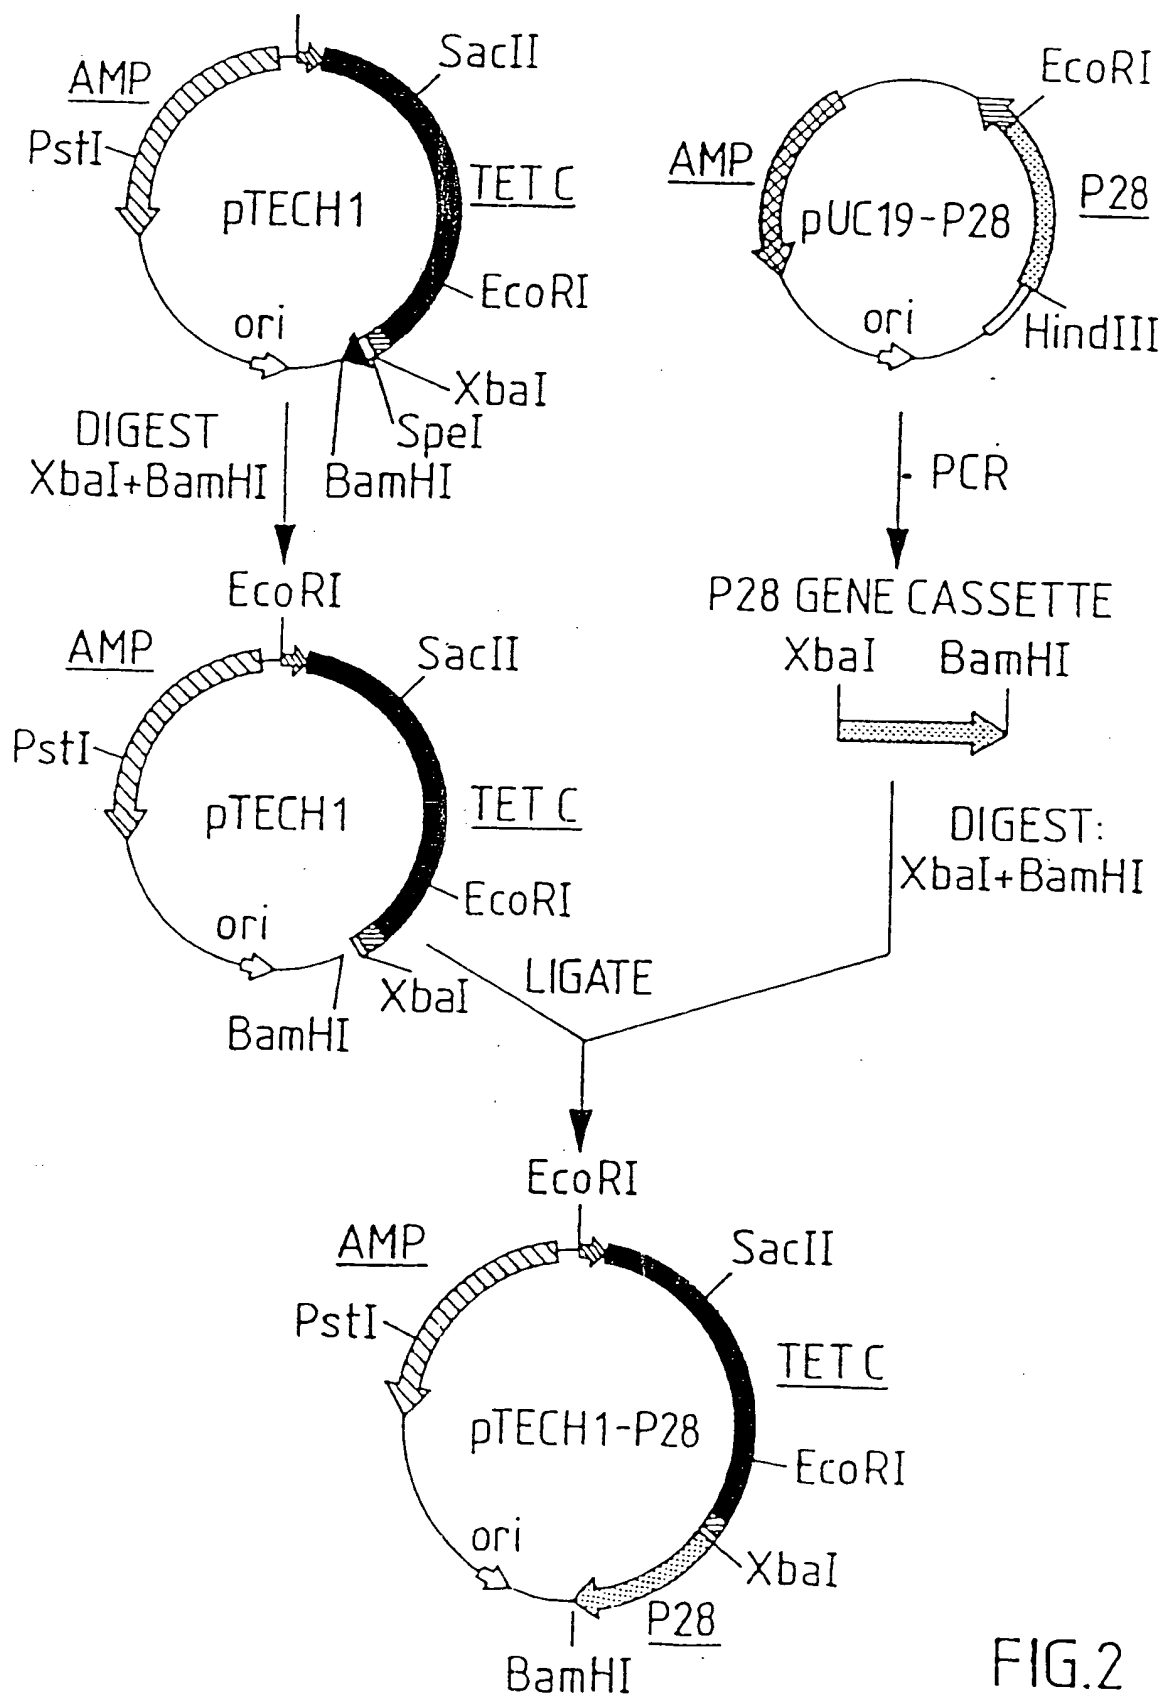 SacII
AMP
PstI
pTECH1
TET C
EcoRI
ori
XbaI
SpeI
BamHI
DIGEST
XbaI+BamHI
EcoRI
AMP
pUC19-P28
P28
ori
HindIII
PCR
P28 GENE CASSETTE
XbaI BamHI
DIGEST:
XbaI+BamHI
EcoRI
AMP
SacII
PstI
pTECH1
TET C
EcoRI
ori
XbaI
BamHI
LIGATE
EcoRI
AMP
SacII
PstI
TET C
pTECH1-P28
EcoRI
ori
XbaI
P28
BamHI
FIG.2